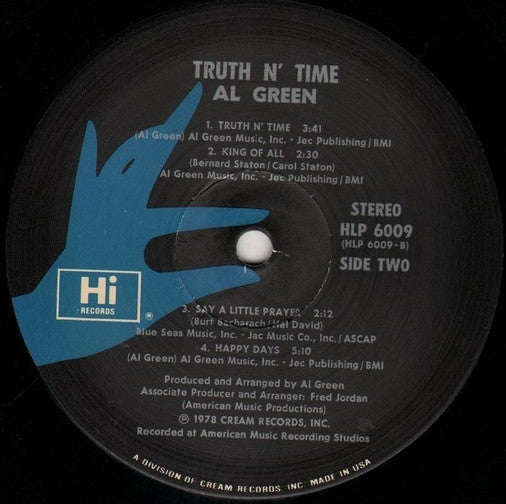 TRUTH N' TIME
AL GREEN
1. TRUTH N' TIME 3:41
(Al Green) Al Green Music, Inc. - Jec Publishing/BMI
2. KING OF ALL 2:30
(Bernard Staton/Carol Staton)
Al Green Music, Inc. - Jec Publishing/BMI
STEREO
HLP 6009
(HLP 6009-B)
SIDE TWO
Hi
RECORDS
®
3. SAY A LITTLE PRAYER 2:12
(Burt Bacharach/Hal David)
Blue Seas Music, Inc. - Jac Music Co., Inc./ASCAP
4. HAPPY DAYS 5:10
(Al Green) Al Green Music, Inc. - Jec Publishing/BMI
Produced and Arranged by Al Green
Associate Producer and Arranger: Fred Jordan
(American Music Productions)
Ⓟ 1978 CREAM RECORDS, INC.
Recorded at American Music Recording Studios
A DIVISION OF CREAM RECORDS, INC. MADE IN USA